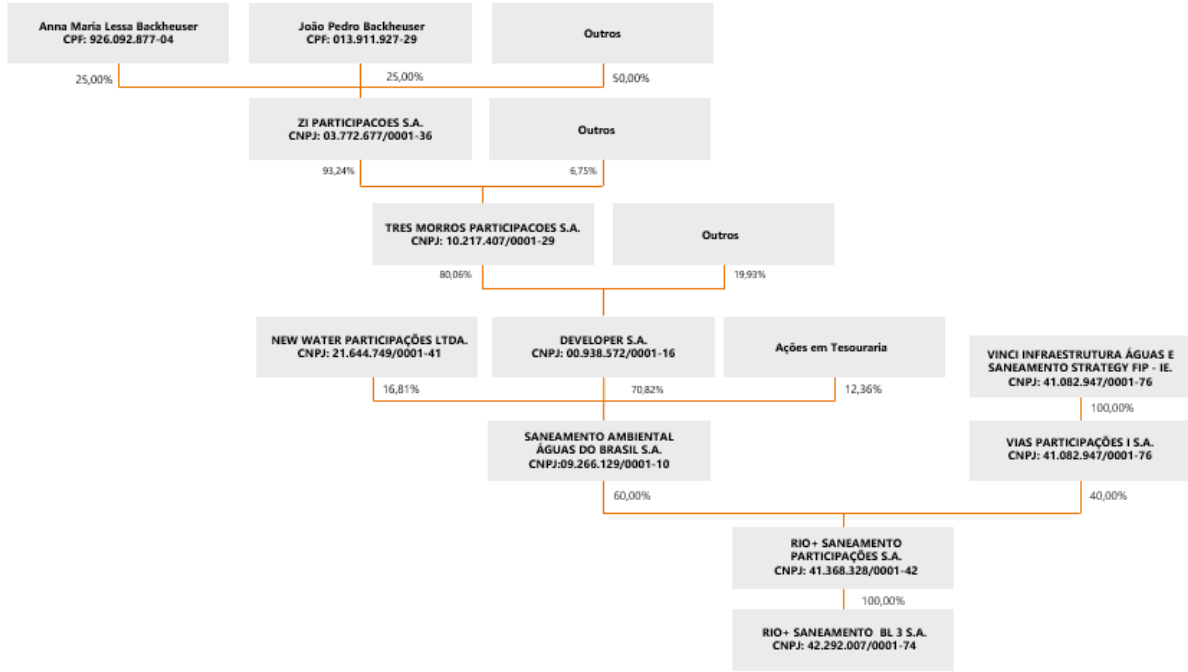 Anna Maria Lessa Backheuser
CPF: 926.092.877-04
João Pedro Backheuser
CPF: 013.911.927-29
Outros
25,00%
25,00%
50,00%
ZI PARTICIPACOES S.A.
CNPJ: 03.772.677/0001-36
Outros
93,24%
6,75%
TRES MORROS PARTICIPACOES S.A.
CNPJ: 10.217.407/0001-29
Outros
80,06%
19,93%
NEW WATER PARTICIPAÇÕES LTDA.
CNPJ: 21.644.749/0001-41
DEVELOPER S.A.
CNPJ: 00.938.572/0001-16
Ações em Tesouraria
VINCI INFRAESTRUTURA ÁGUAS E
SANEAMENTO STRATEGY FIP - IE.
CNPJ: 41.082.947/0001-76
16,81%
70,82%
12,36%
100,00%
SANEAMENTO AMBIENTAL
ÁGUAS DO BRASIL S.A.
CNPJ:09.266.129/0001-10
VIAS PARTICIPAÇÕES I S.A.
CNPJ: 41.082.947/0001-76
60,00%
40,00%
RIO+ SANEAMENTO
PARTICIPAÇÕES S.A.
CNPJ: 41.368.328/0001-42
100,00%
RIO+ SANEAMENTO BL 3 S.A.
CNPJ: 42.292.007/0001-74